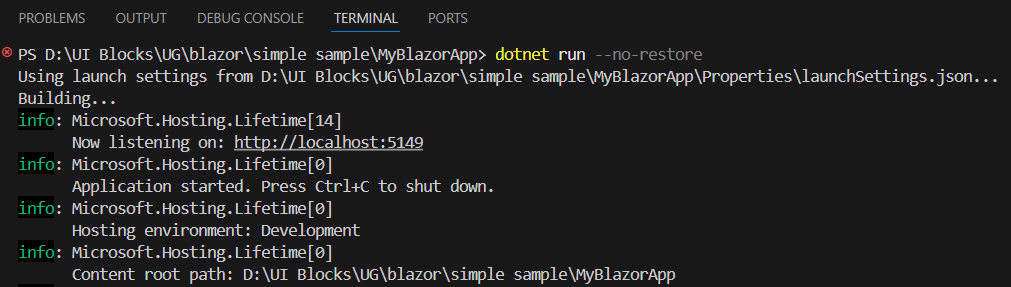 PROBLEMS OUTPUT DEBUG CONSOLE TERMINAL PORTS
PS D:\UI Blocks\UG\blazor\simple sample\MyBlazorApp> dotnet run --no-restore
Using launch settings from D:\UI Blocks\UG\blazor\simple sample\MyBlazorApp\Properties\launchSettings.json...
Building...
info: Microsoft.Hosting.Lifetime[14]
Now listening on: http://localhost:5149
info: Microsoft.Hosting.Lifetime[0]
Application started. Press Ctrl+C to shut down.
info: Microsoft.Hosting.Lifetime[0]
Hosting environment: Development
info: Microsoft.Hosting.Lifetime[0]
Content root path: D:\UI Blocks\UG\blazor\simple sample\MyBlazorApp